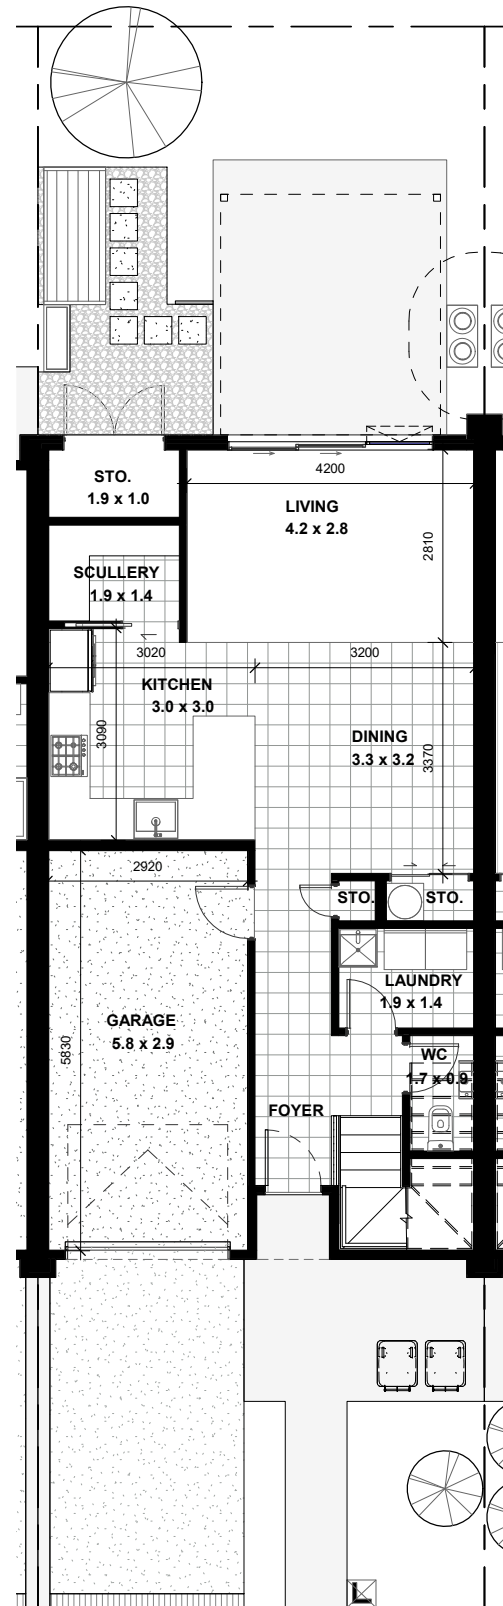 4200
STO.
1.9 x 1.0
LIVING
4.2 x 2.8
2810
SCULLERY
1.9 x 1.4
3020
3200
KITCHEN
3.0 x 3.0
3090
DINING
3.3 x 3.2
3370
2920
STO.
STO.
LAUNDRY
1.9 x 1.4
GARAGE
5.8 x 2.9
5830
WC
1.7 x 0.9
FOYER
L